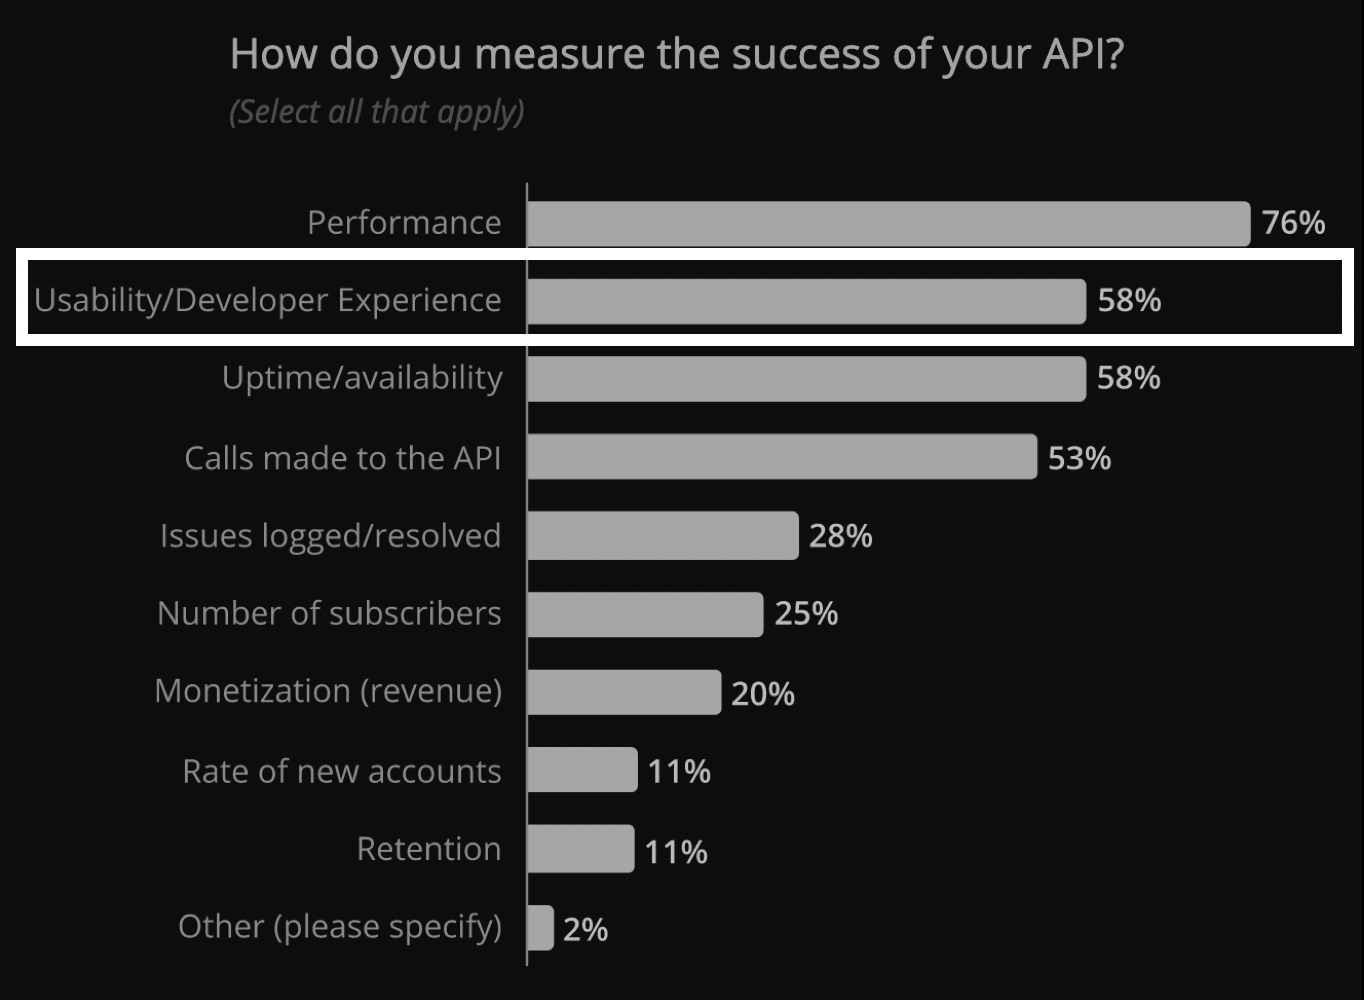 How do you measure the success of your API?
(Select all that apply)
Performance 76%
Usability/Developer Experience 58%
Uptime/availability 58%
Calls made to the API 53%
Issues logged/resolved 28%
Number of subscribers 25%
Monetization (revenue) 20%
Rate of new accounts 11%
Retention 11%
Other (please specify) 2%